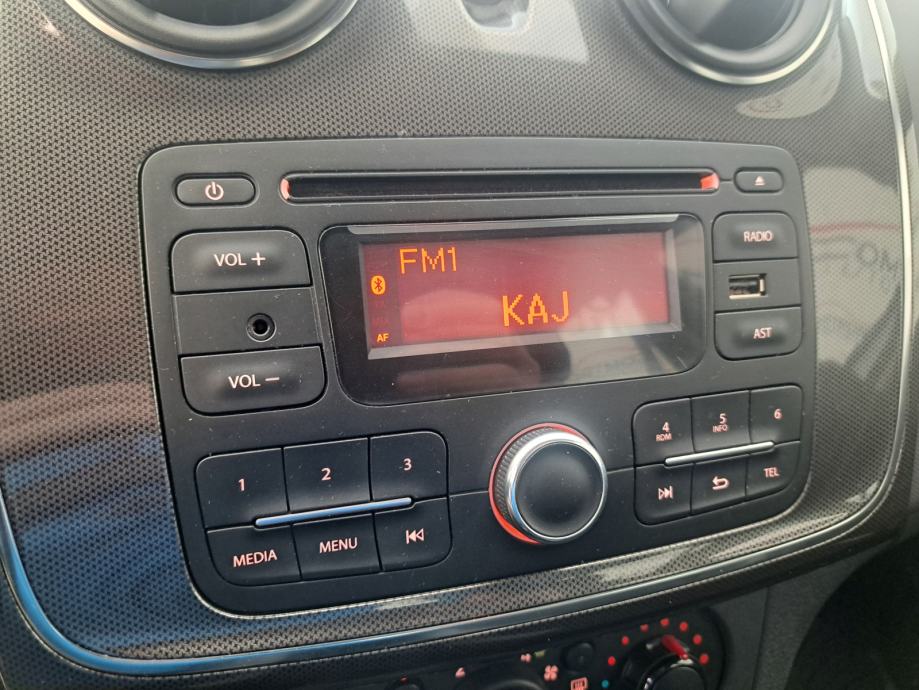 VOL +
VOL –
FM1
KAJ
AF
RADIO
AST
1
2
3
MEDIA
MENU
4
RDM
5
INFO
6
TEL